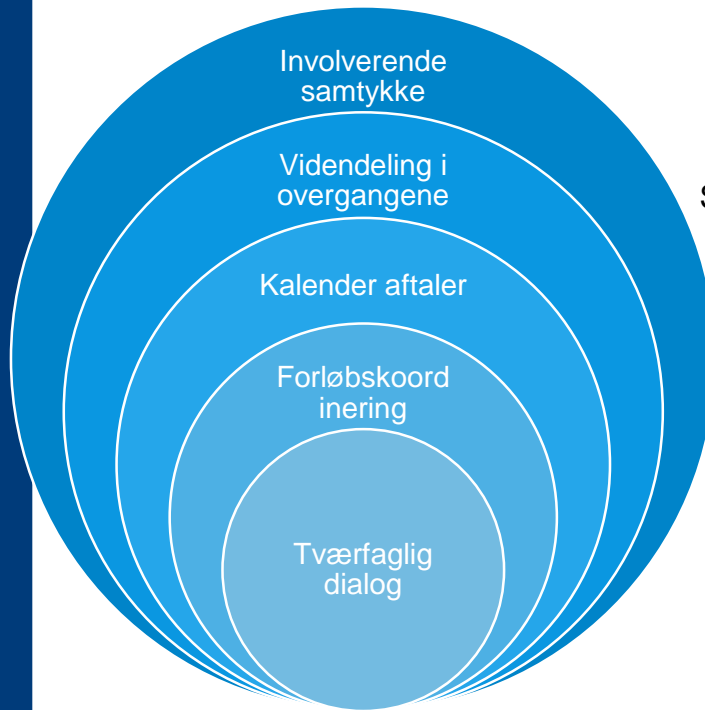 Involverende
samtykke
Videndeling i
overgangene
Kalender aftaler
Forløbskoord
inering
Tværfaglig
dialog